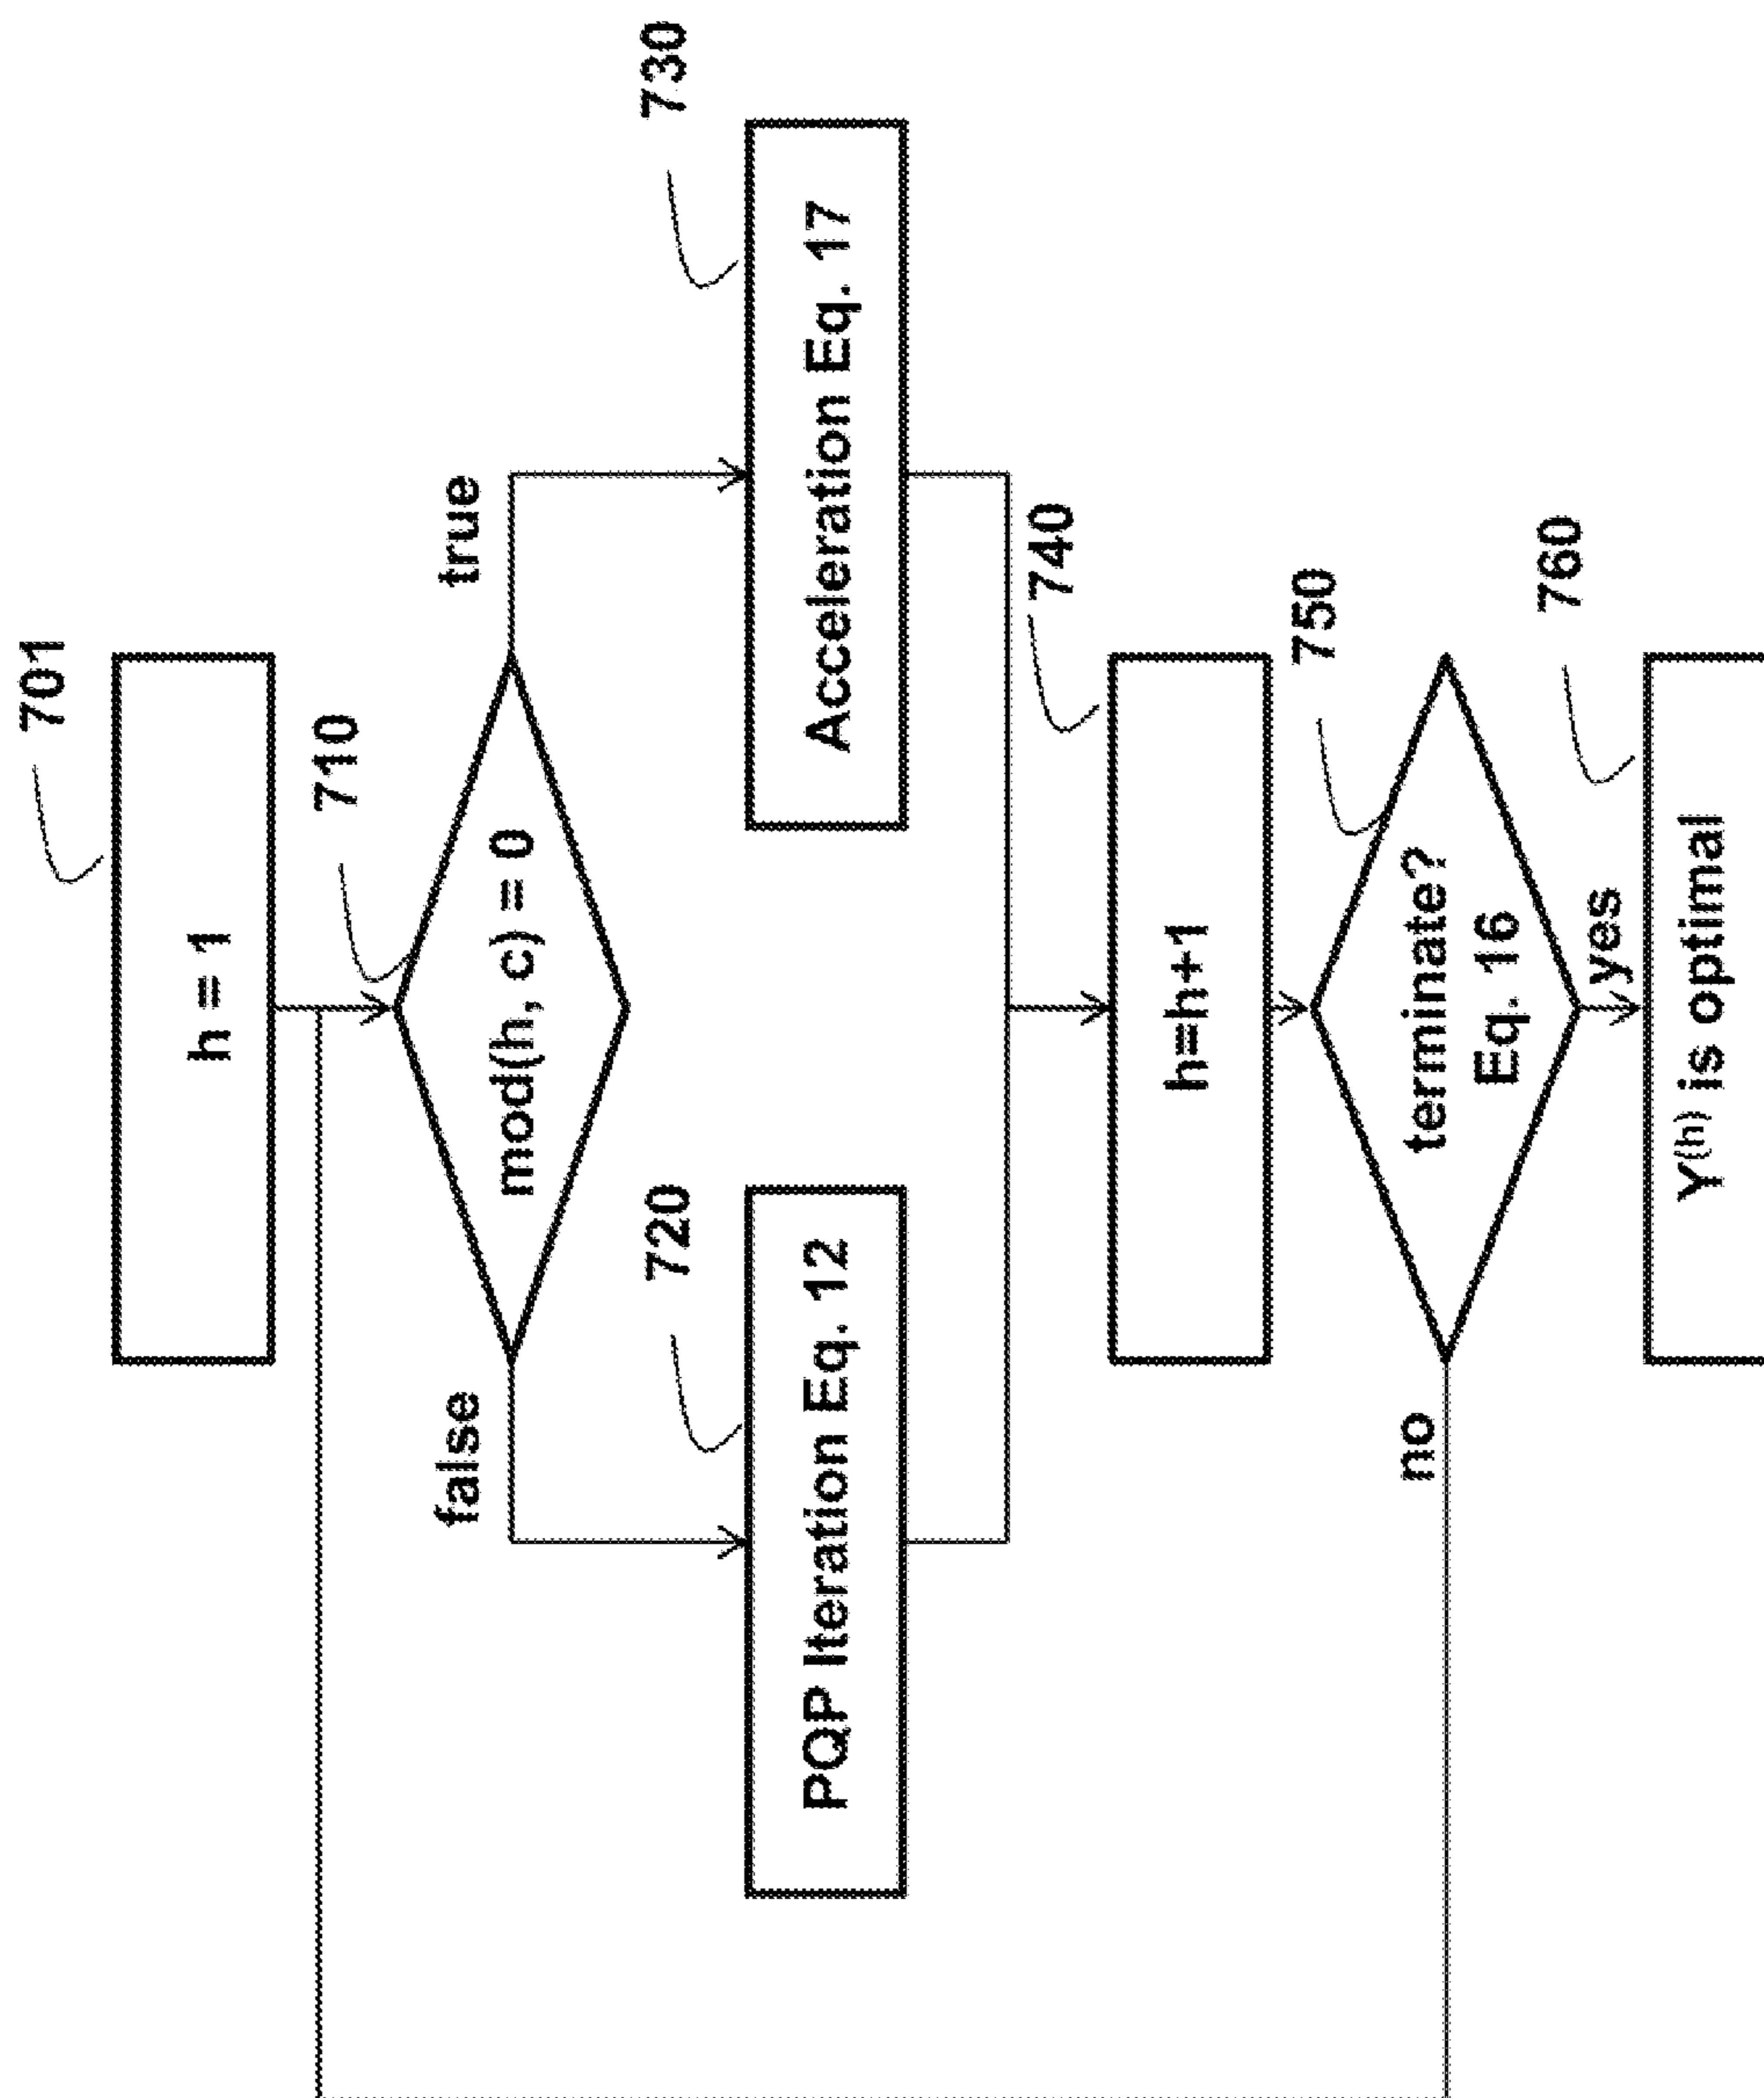 701
h = 1
710
mod(h, c) = 0
false
true
720
PQP Iteration Eq. 12
730
Acceleration Eq. 17
740
h=h+1
750
terminate?
Eq. 16
no
yes
760
Y(h) is optimal